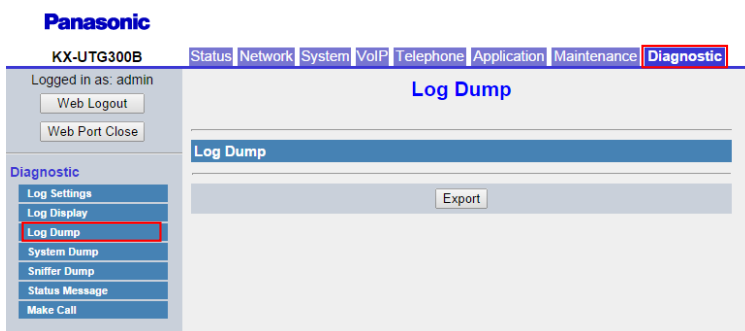 Panasonic
KX-UTG300B
Status Network System VoIP Telephone Application Maintenance Diagnostic
Logged in as: admin
Web Logout
Web Port Close
Diagnostic
Log Settings
Log Display
Log Dump
System Dump
Sniffer Dump
Status Message
Make Call
Log Dump
Log Dump
Export